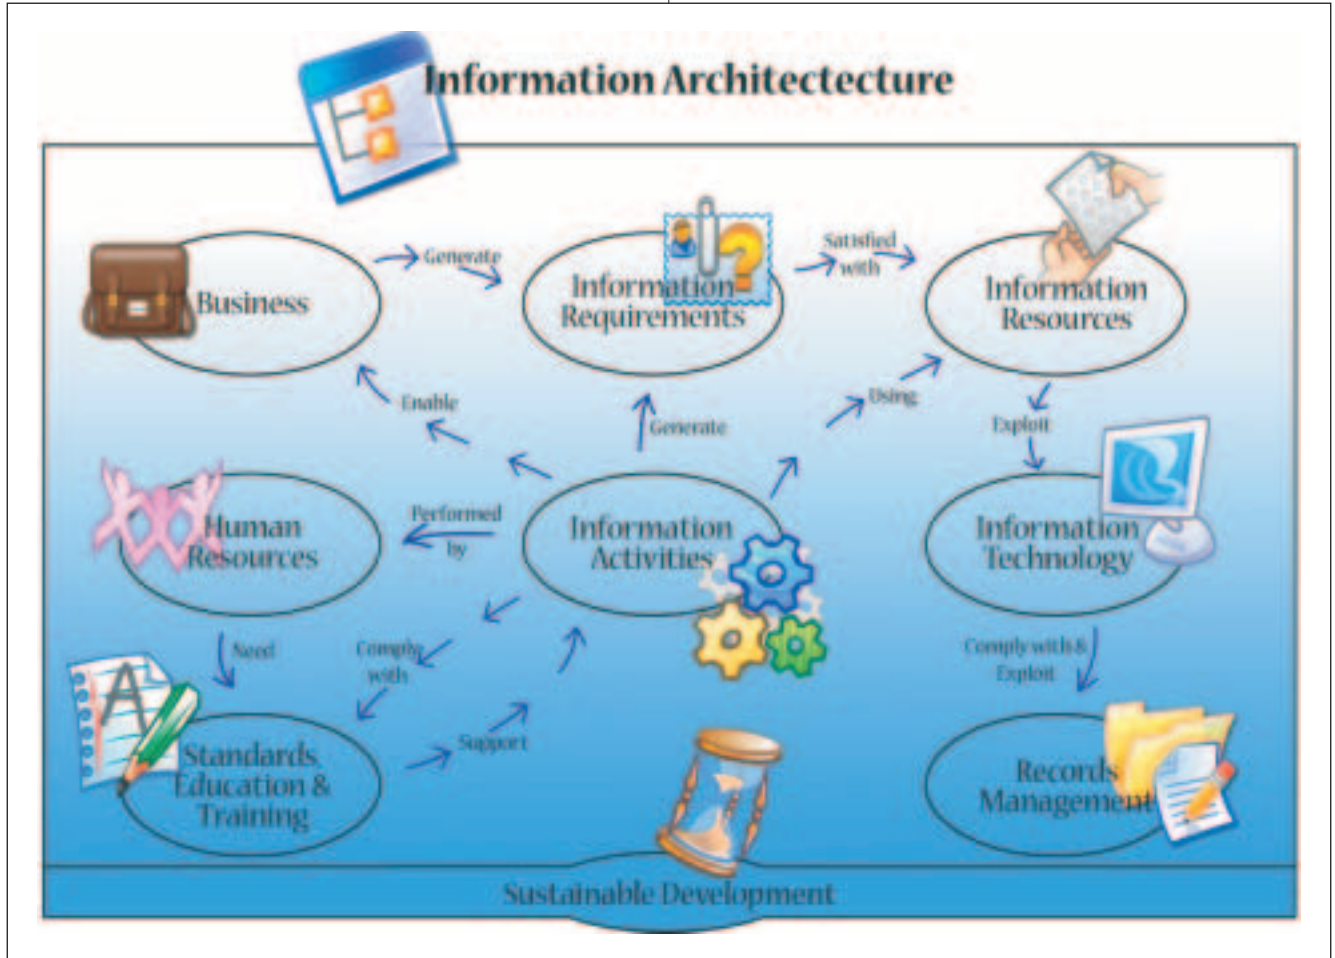 Information Architectecture
Business
Generate
Information
Requirements
Satisfied
with
Information
Resources
Enable
Generate
Using
Exploit
Human
Resources
Performed
by
Information
Activities
Information
Technology
Need
Comply
with
Support
Comply with &
Exploit
Standards
Education &
Training
Records
Management
Sustainable Development